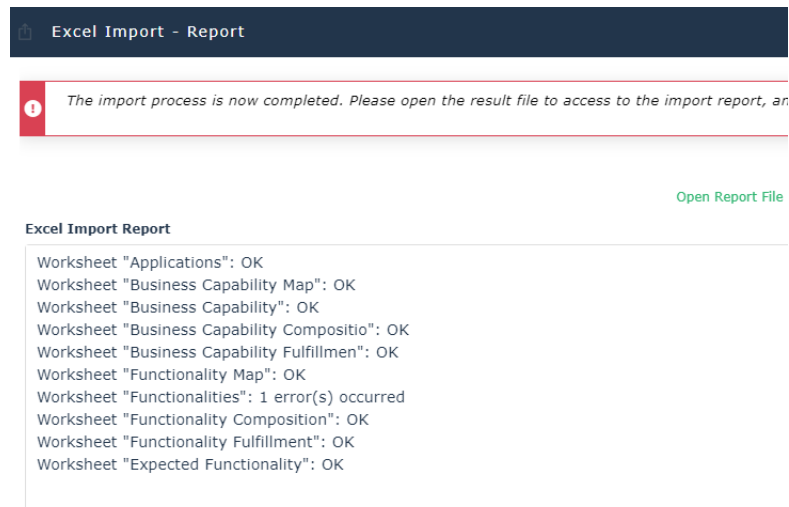 Excel Import - Report
The import process is now completed. Please open the result file to access to the import report, an
Open Report File
Excel Import Report
Worksheet "Applications": OK
Worksheet "Business Capability Map": OK
Worksheet "Business Capability": OK
Worksheet "Business Capability Compositio": OK
Worksheet "Business Capability Fulfillmen": OK
Worksheet "Functionality Map": OK
Worksheet "Functionalities": 1 error(s) occurred
Worksheet "Functionality Composition": OK
Worksheet "Functionality Fulfillment": OK
Worksheet "Expected Functionality": OK